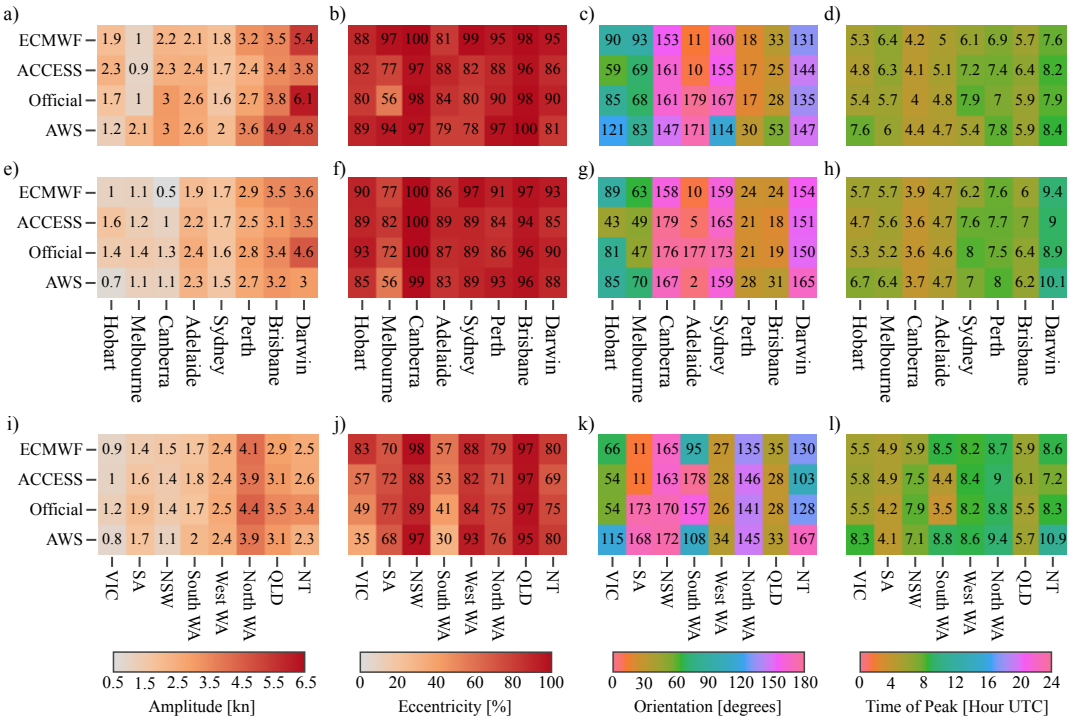 a) b) c) d)
ECMWF 1.9 1 2.2 2.1 1.8 3.2 3.5 5.4 88 97 100 81 99 95 98 95 90 93 153 11 160 18 33 131 5.3 6.4 4.2 5 6.1 6.9 5.7 7.6
ACCESS 2.3 0.9 2.3 2.4 1.7 2.4 3.4 3.8 82 77 97 88 88 88 96 86 59 69 161 10 155 17 25 144 4.8 6.3 4.1 5.1 7.2 7.4 6.4 8.2
Official 1.7 1 3 2.6 1.6 2.7 3.8 6.1 80 56 98 84 80 90 98 90 85 68 161 179 167 17 28 135 5.4 5.7 4 4.8 7.9 7 5.9 7.9
AWS 1.2 2.1 3 2.6 2 3.6 4.9 4.8 89 94 97 79 78 97 100 81 121 83 147 171 114 30 53 147 7.6 6 4.4 4.7 5.4 7.8 5.9 8.4
e) f) g) h)
ECMWF 1 1.1 0.5 1.9 1.7 2.9 3.5 3.6 90 77 100 86 97 91 97 93 89 63 158 10 159 24 24 154 5.7 5.7 3.9 4.7 6.2 7.6 6 9.4
ACCESS 1.6 1.2 1 2.2 1.7 2.5 3.1 3.5 89 82 100 89 89 84 94 85 43 49 179 5 165 21 18 151 4.7 5.6 3.6 4.7 7.6 7.7 7 9
Official 1.4 1.4 1.3 2.4 1.6 2.8 3.4 4.6 93 72 100 87 89 86 96 90 81 47 176 177 173 21 19 150 5.3 5.2 3.6 4.6 8 7.5 6.9 8.9
AWS 0.7 1.1 1.1 2.3 1.5 2.7 3.2 3 85 56 99 83 89 93 96 88 85 70 167 2 159 28 31 165 6.7 6.4 3.7 4.7 7 8 6.2 10.1
Hobart Melbourne Canberra Adelaide Sydney Perth Brisbane Darwin Hobart Melbourne Canberra Adelaide Sydney Perth Brisbane Darwin Hobart Melbourne Canberra Adelaide Sydney Perth Brisbane Darwin Hobart Melbourne Canberra Adelaide Sydney Perth Brisbane Darwin
i) j) k) l)
ECMWF 0.9 1.4 1.5 1.7 2.4 4.1 2.9 2.5 83 70 98 57 88 79 97 80 66 11 165 95 27 135 35 130 5.5 4.9 5.9 8.5 8.2 8.7 5.9 8.6
ACCESS 1 1.6 1.4 1.8 2.4 3.9 3.1 2.6 57 72 88 53 82 71 97 69 54 11 163 178 28 146 28 103 5.8 4.9 7.5 4.4 8.4 9 6.1 7.2
Official 1.2 1.9 1.4 1.7 2.5 4.4 3.5 3.4 49 77 89 41 84 75 97 75 54 173 170 157 26 141 28 128 5.5 4.2 7.9 3.5 8.2 8.8 5.5 8.3
AWS 0.8 1.7 1.1 2 2.4 3.9 3.1 2.3 35 68 97 30 93 76 95 80 115 168 172 108 34 145 33 167 8.3 4.1 7.1 8.8 8.6 9.4 5.7 10.9
VIC SA NSW South WA West WA North WA QLD NT VIC SA NSW South WA West WA North WA QLD NT VIC SA NSW South WA West WA North WA QLD NT VIC SA NSW South WA West WA North WA QLD NT
0.5 1.5 2.5 3.5 4.5 5.5 6.5 0 20 40 60 80 100 0 30 60 90 120 150 180 0 4 8 12 16 20 24
Amplitude [kn] Eccentricity [%] Orientation [degrees] Time of Peak [Hour UTC]